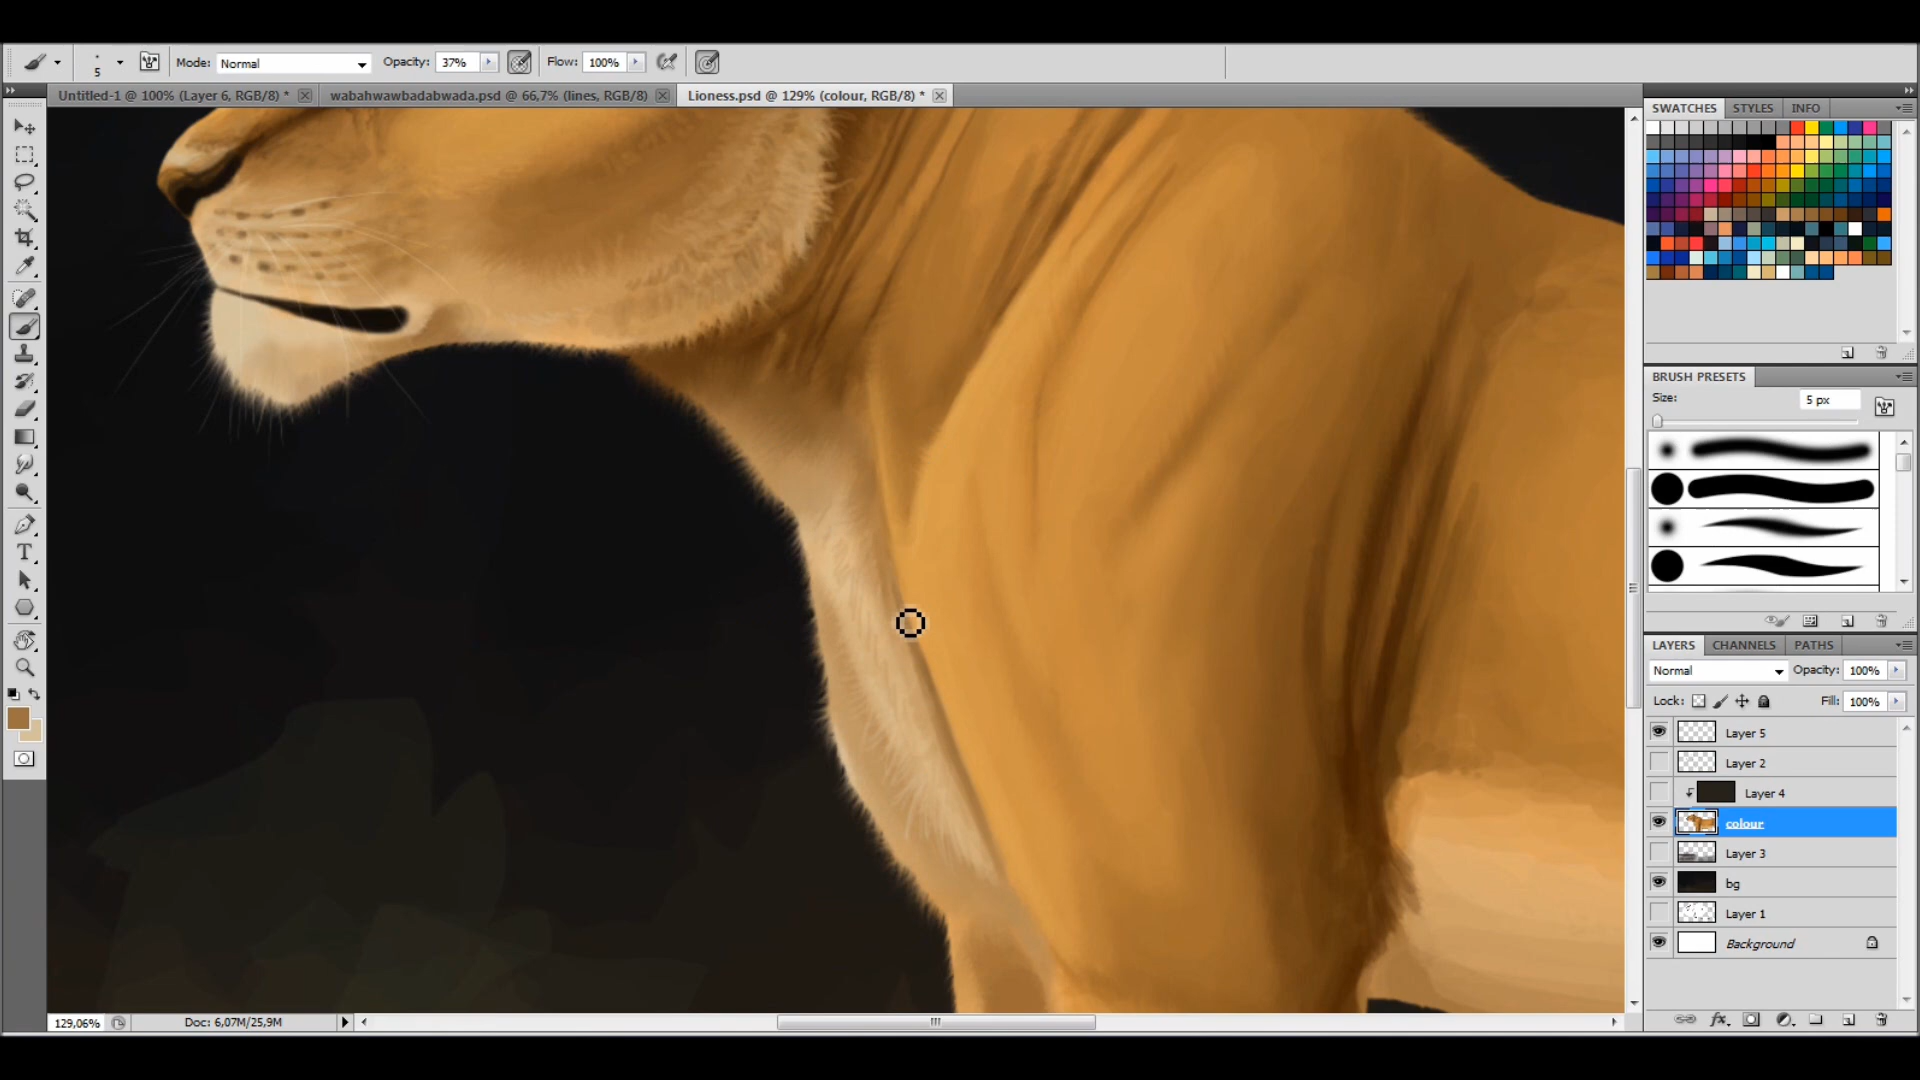 5
Mode: Normal
Opacity: 37%
Flow: 100%
Untitled-1 @ 100% (Layer 6, RGB/8) *
wabahwawbadabwada.psd @ 66,7% (lines, RGB/8)
Lioness.psd @ 129% (colour, RGB/8) *
SWATCHES
STYLES
INFO
BRUSH PRESETS
Size:
5 px
LAYERS
CHANNELS
PATHS
Normal
Opacity: 100%
Lock:
Fill: 100%
Layer 5
Layer 2
Layer 4
colour
Layer 3
bg
Layer 1
Background
129,06%
Doc: 6,07M/25,9M